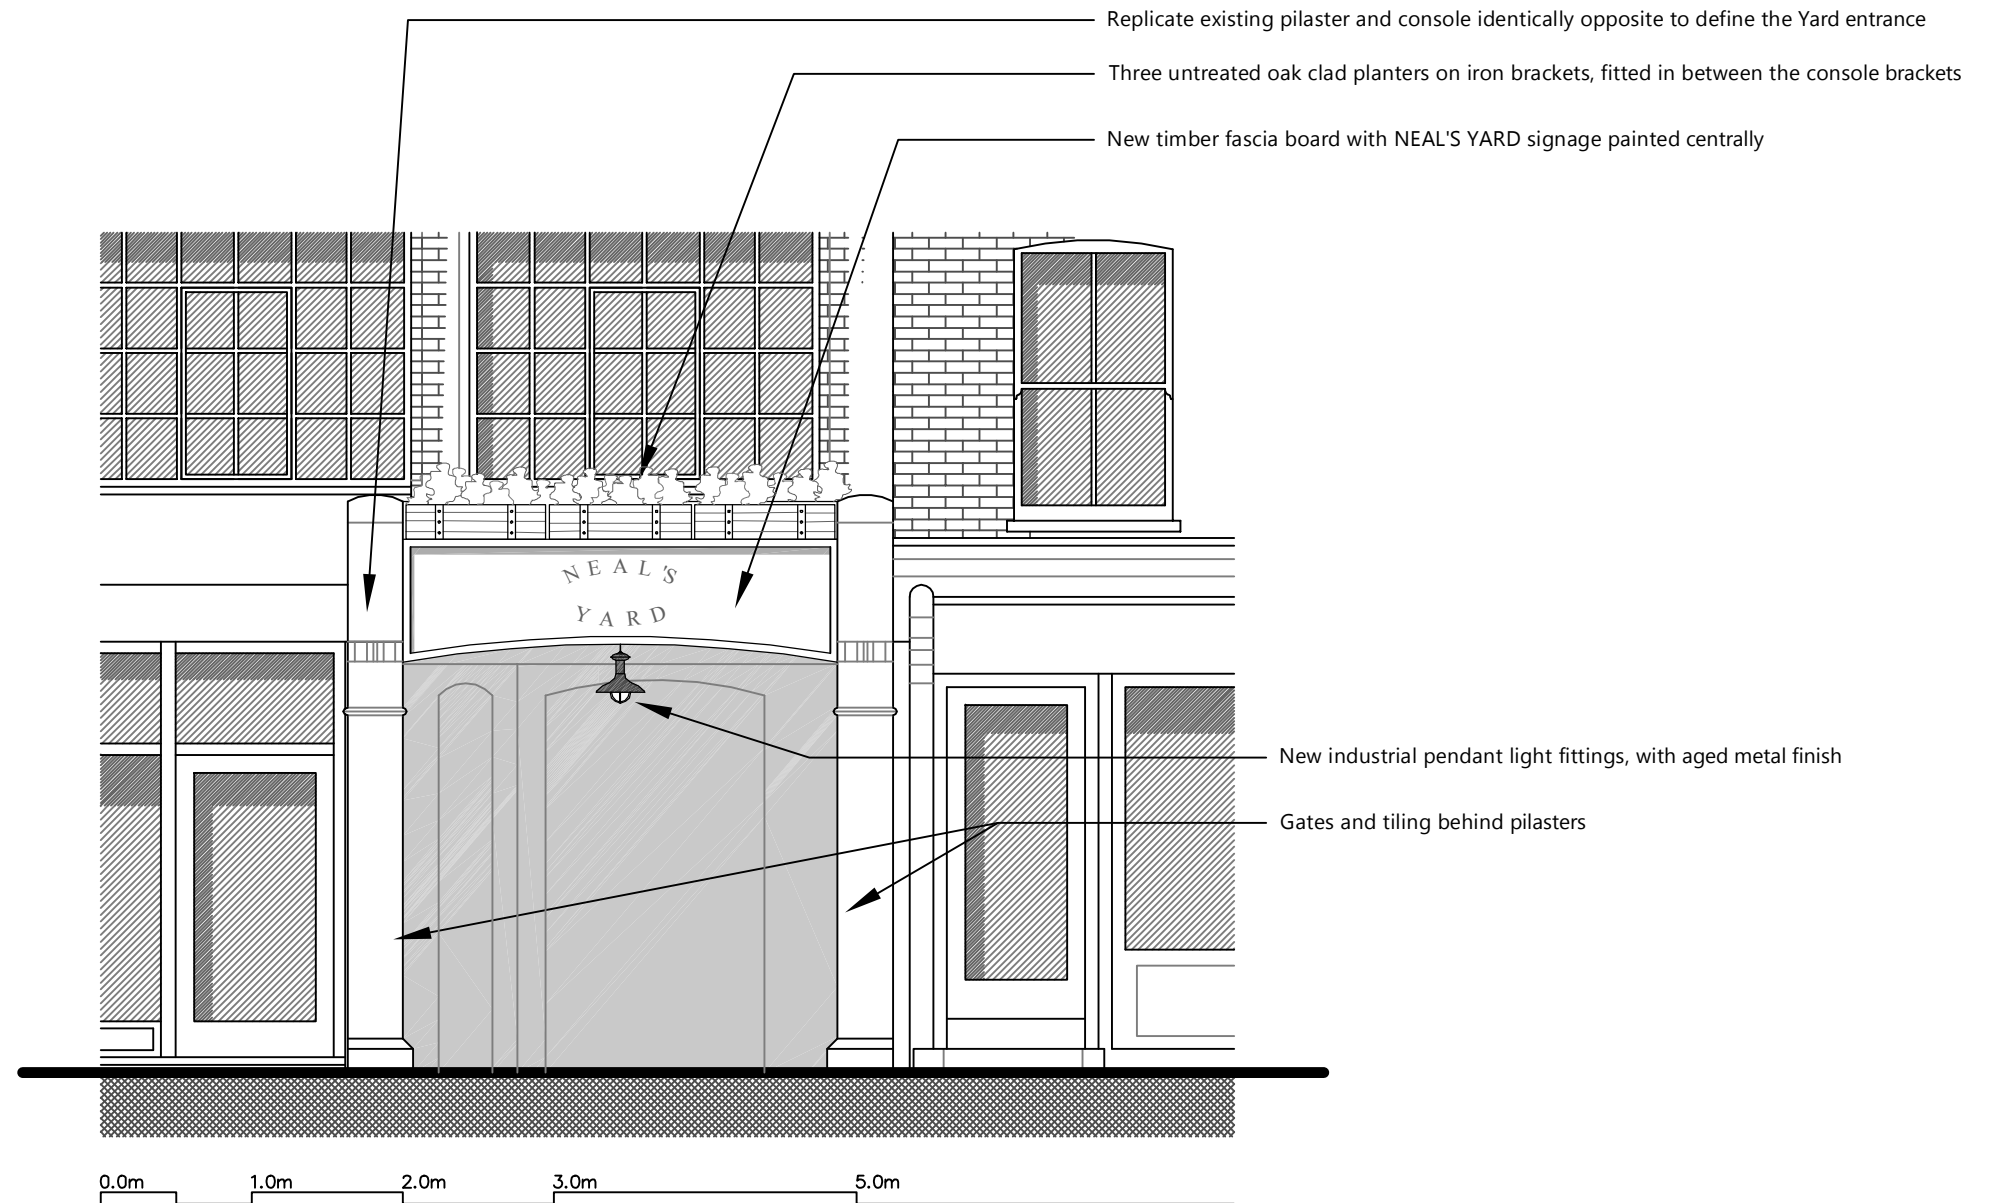 Replicate existing pilaster and console identically opposite to define the Yard entrance
Three untreated oak clad planters on iron brackets, fitted in between the console brackets
New timber fascia board with NEAL'S YARD signage painted centrally
NEAL'S
YARD
New industrial pendant light fittings, with aged metal finish
Gates and tiling behind pilasters
0.0m 1.0m 2.0m 3.0m 5.0m